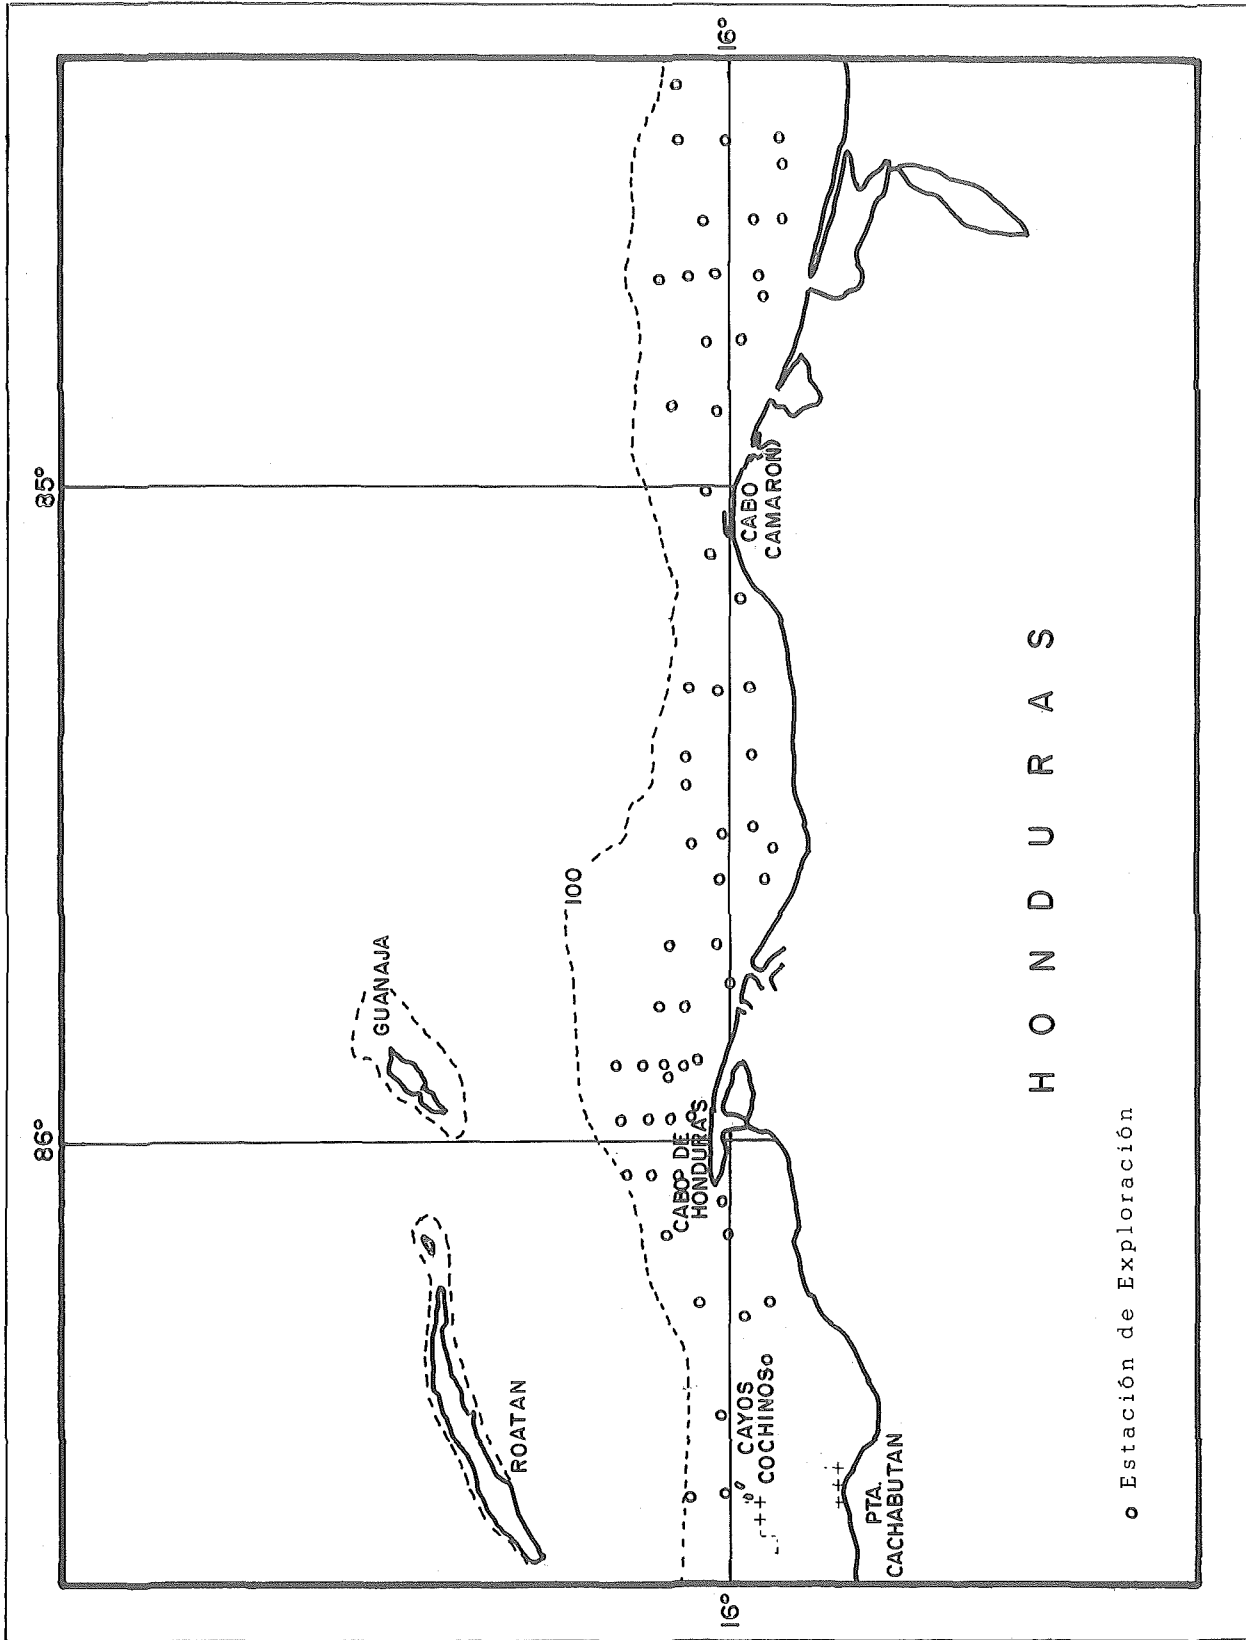 86°
85°
GUANAJA
ROATAN
100
16°
16°
CABO DE
HONDURAS
CABO
CAMARON
CAYOS
COCHINOS
PTA.
CACHABUTAN
HONDURAS
o Estación de Exploración